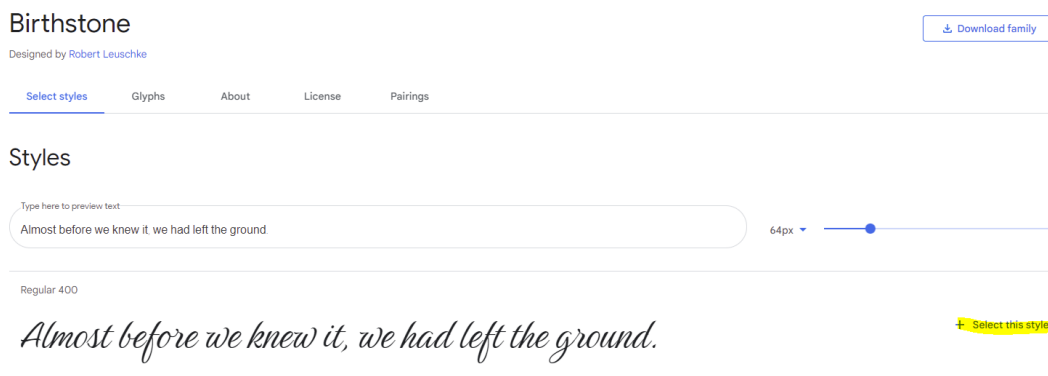 Birthstone
Download family
Designed by Robert Leuschke
Select styles Glyphs About License Pairings
Styles
Type here to preview text
Almost before we knew it, we had left the ground.
64px
Regular 400
Almost before we knew it, we had left the ground.
+ Select this style